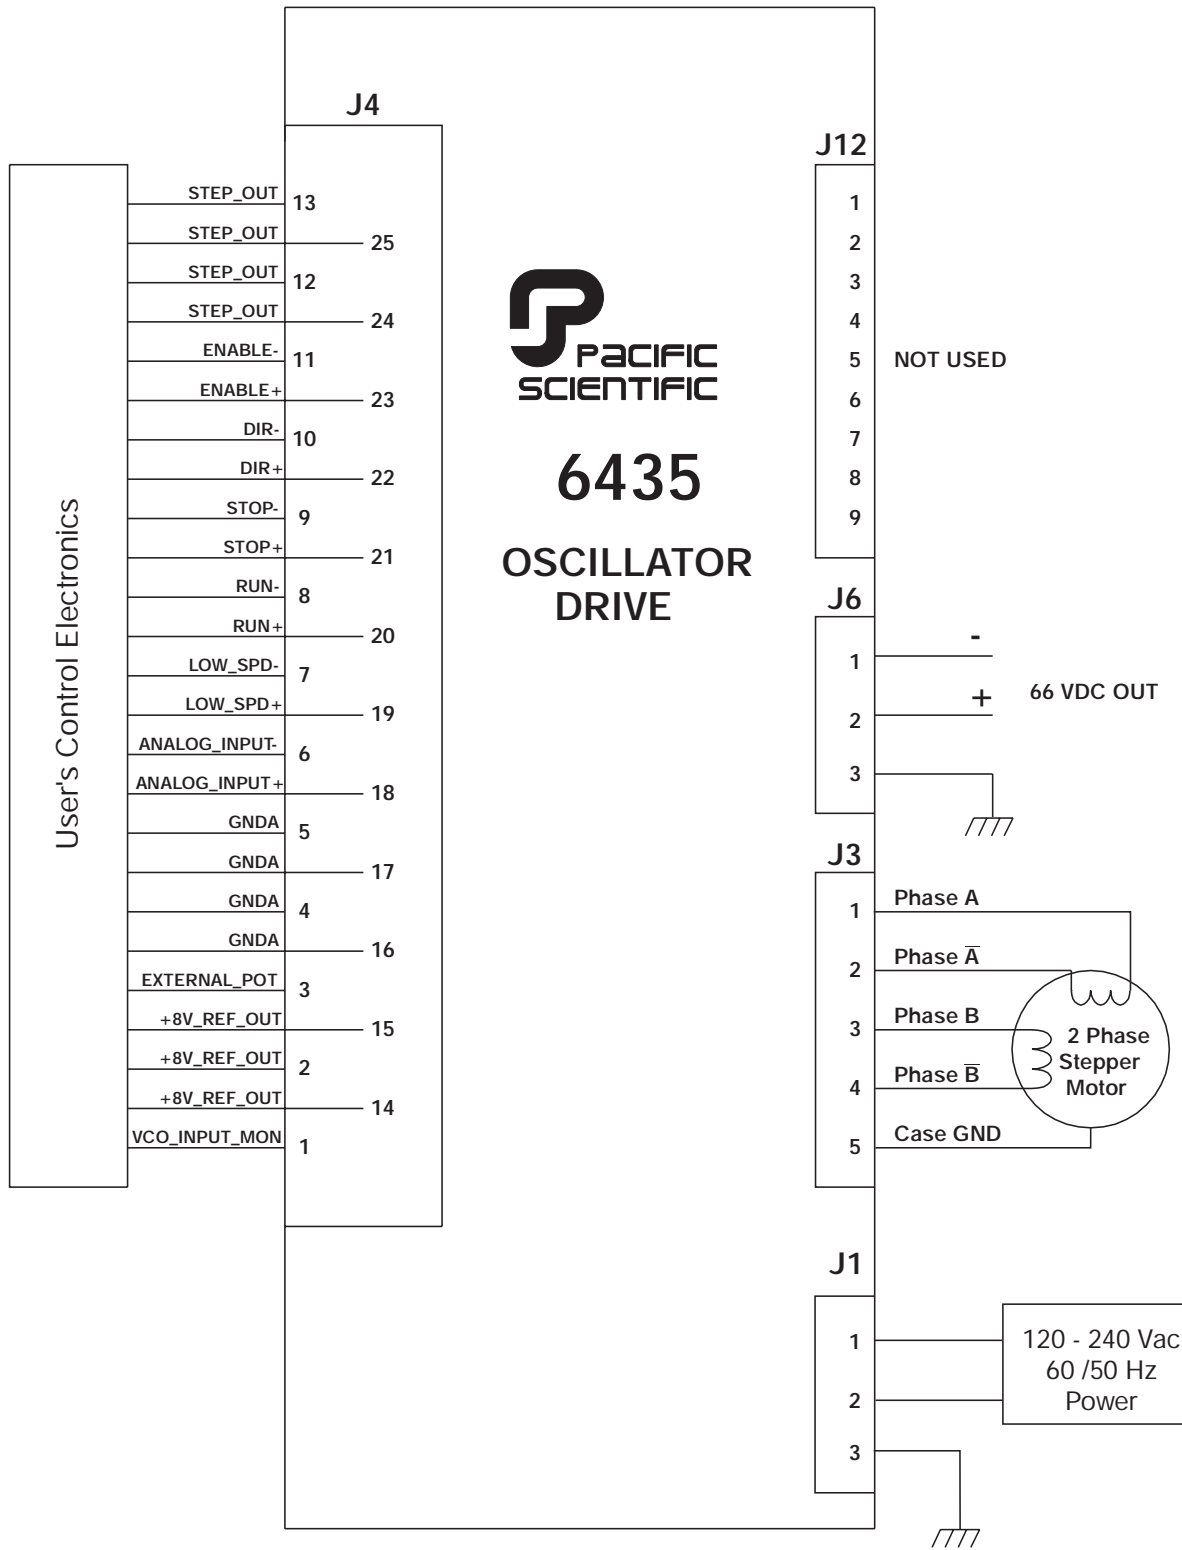 J4
User's Control Electronics
STEP_OUT 13
STEP_OUT 25
STEP_OUT 12
STEP_OUT 24
ENABLE- 11
ENABLE+ 23
DIR- 10
DIR+ 22
STOP- 9
STOP+ 21
RUN- 8
RUN+ 20
LOW_SPD- 7
LOW_SPD+ 19
ANALOG_INPUT- 6
ANALOG_INPUT+ 18
GNDA 5
GNDA 17
GNDA 4
GNDA 16
EXTERNAL_POT 3
+8V_REF_OUT 15
+8V_REF_OUT 2
+8V_REF_OUT 14
VCO_INPUT_MON 1
PACIFIC
SCIENTIFIC
6435
OSCILLATOR
DRIVE
J12
1
2
3
4
5 NOT USED
6
7
8
9
J6
1 -
2 +
66 VDC OUT
3
J3
1 Phase A
2 Phase A̅
3 Phase B
4 Phase B̅
5 Case GND
2 Phase
Stepper
Motor
J1
1
2
3
120 - 240 Vac
60 /50 Hz
Power